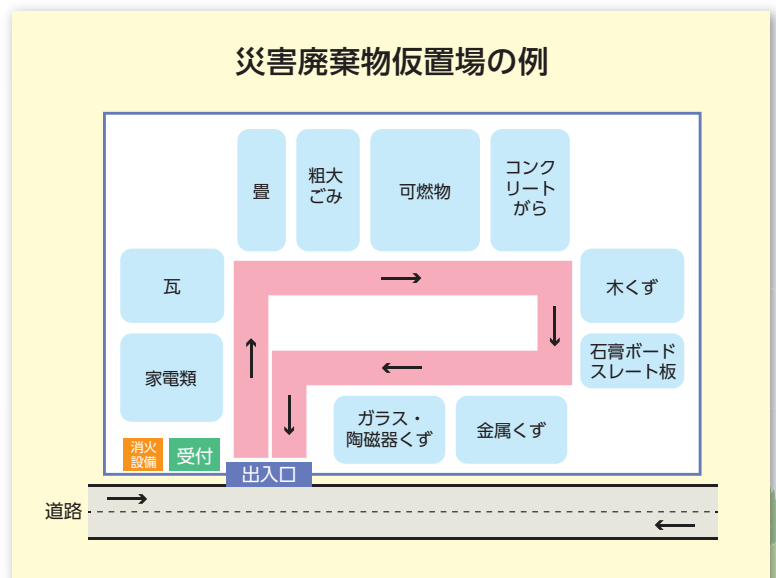 災害廃棄物仮置場の例
畳
粗大
ごみ
可燃物
コンク
リート
がら
瓦
木くず
家電類
石膏ボード
スレート板
ガラス・
陶磁器くず
金属くず
消火
設備
受付
出入口
道路